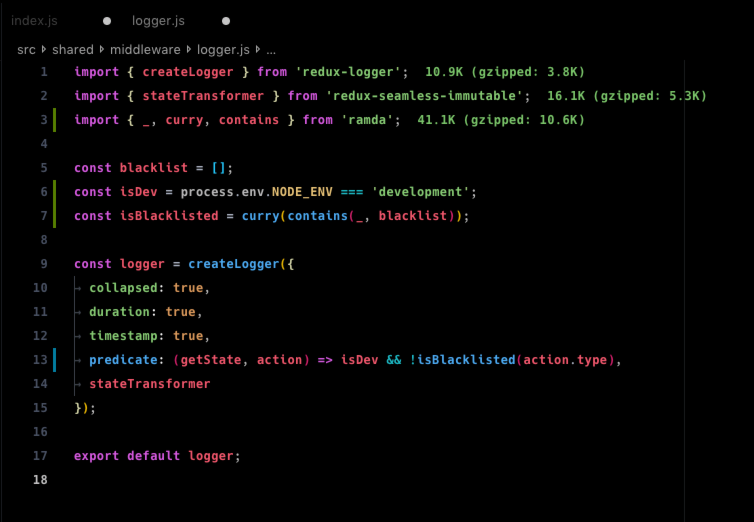 index.js ● logger.js ●
src ▹ shared ▹ middleware ▹ logger.js ▹ ...
1 import { createLogger } from 'redux-logger'; 10.9K (gzipped: 3.8K)
2 import { stateTransformer } from 'redux-seamless-immutable'; 16.1K (gzipped: 5.3K)
3 import { _, curry, contains } from 'ramda'; 41.1K (gzipped: 10.6K)
4
5 const blacklist = [];
6 const isDev = process.env.NODE_ENV === 'development';
7 const isBlacklisted = curry(contains(_, blacklist));
8
9 const logger = createLogger({
10 → collapsed: true,
11 → duration: true,
12 → timestamp: true,
13 → predicate: (getState, action) => isDev && !isBlacklisted(action.type),
14 → stateTransformer
15 });
16
17 export default logger;
18